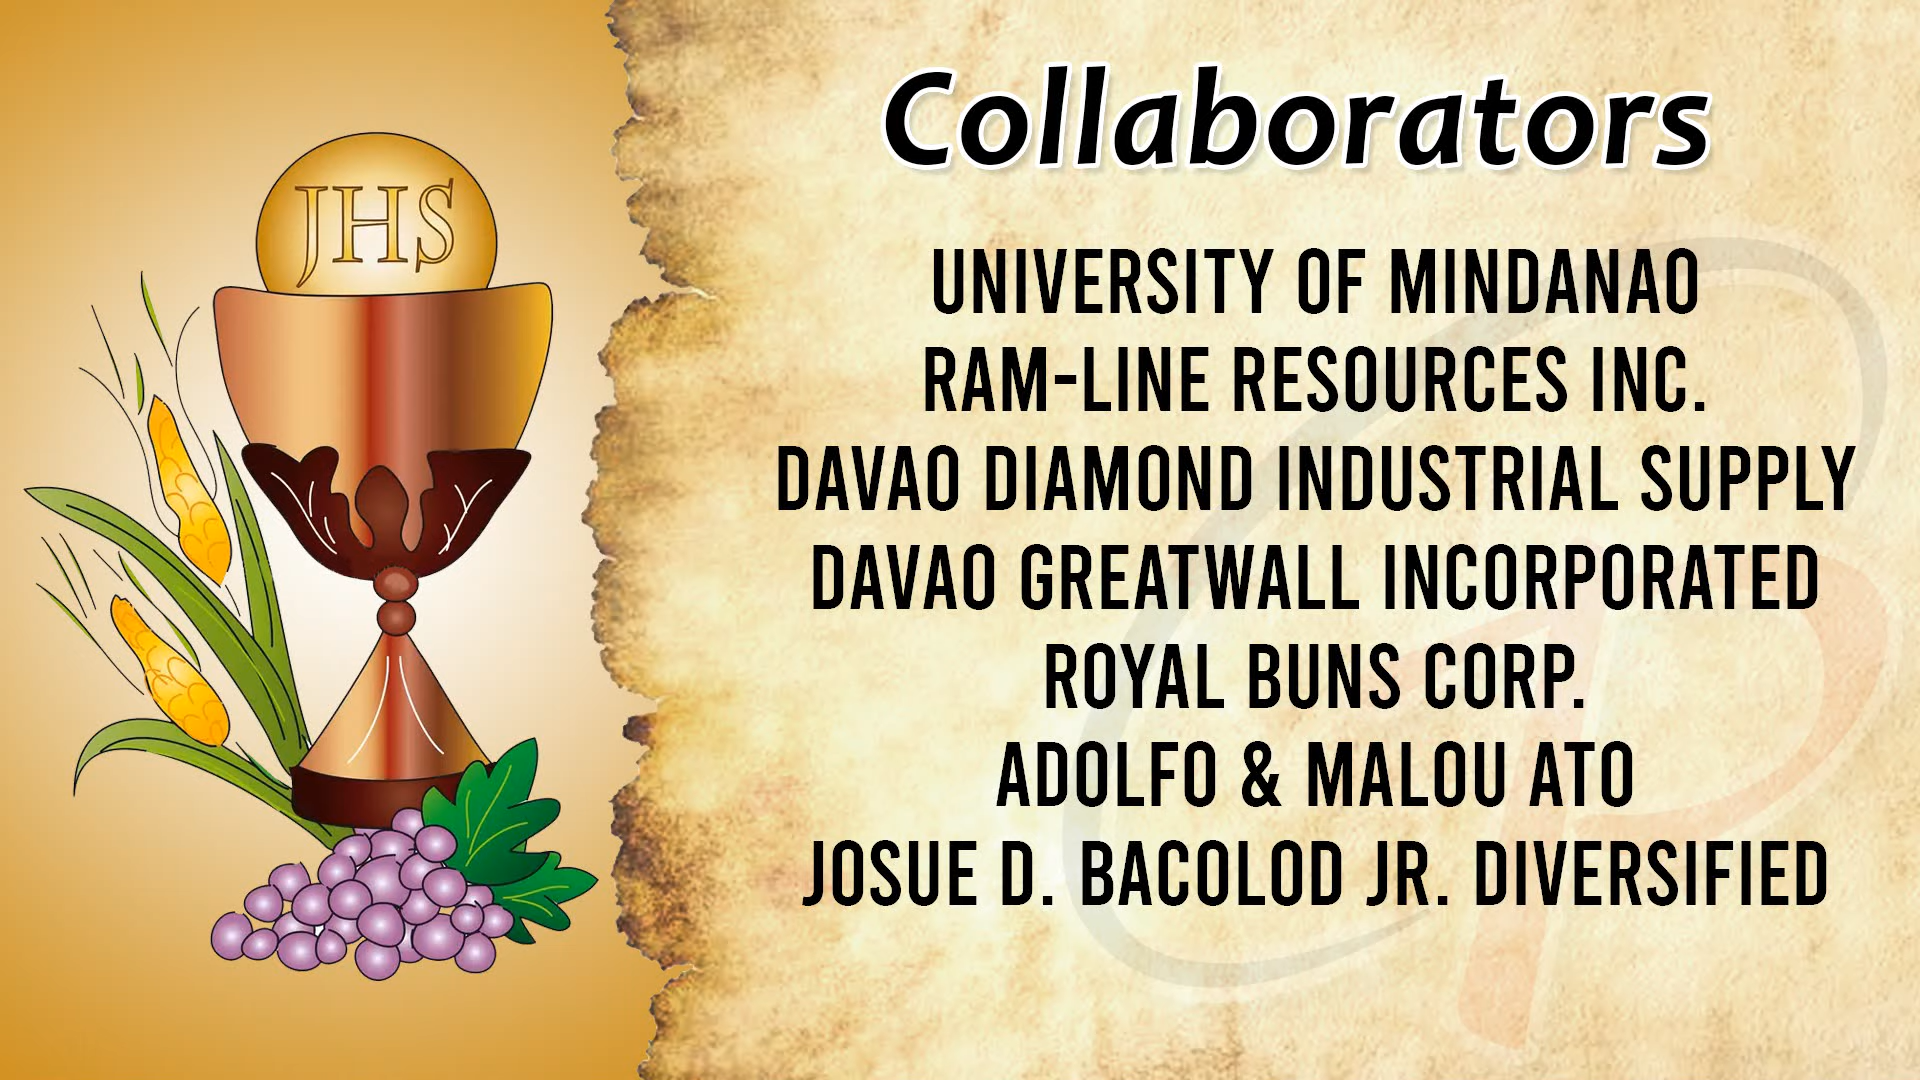 JHS
Collaborators
UNIVERSITY OF MINDANAO
RAM-LINE RESOURCES INC.
DAVAO DIAMOND INDUSTRIAL SUPPLY
DAVAO GREATWALL INCORPORATED
ROYAL BUNS CORP.
ADOLFO & MALOU ATO
JOSUE D. BACOLOD JR. DIVERSIFIED